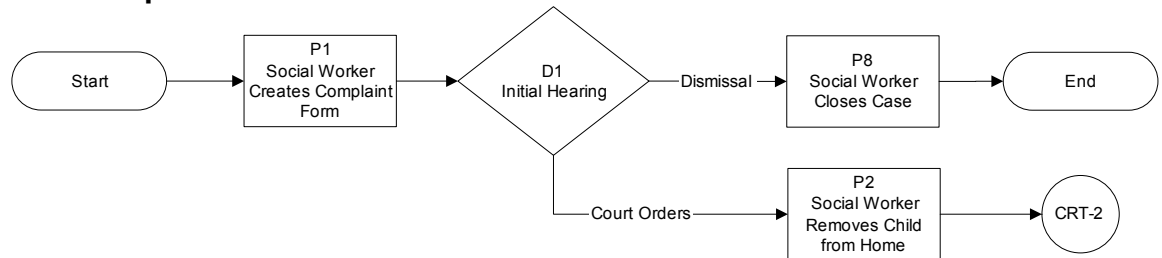 Start
P1
Social Worker
Creates Complaint
Form
D1
Initial Hearing
Dismissal
P8
Social Worker
Closes Case
End
Court Orders
P2
Social Worker
Removes Child
from Home
CRT-2